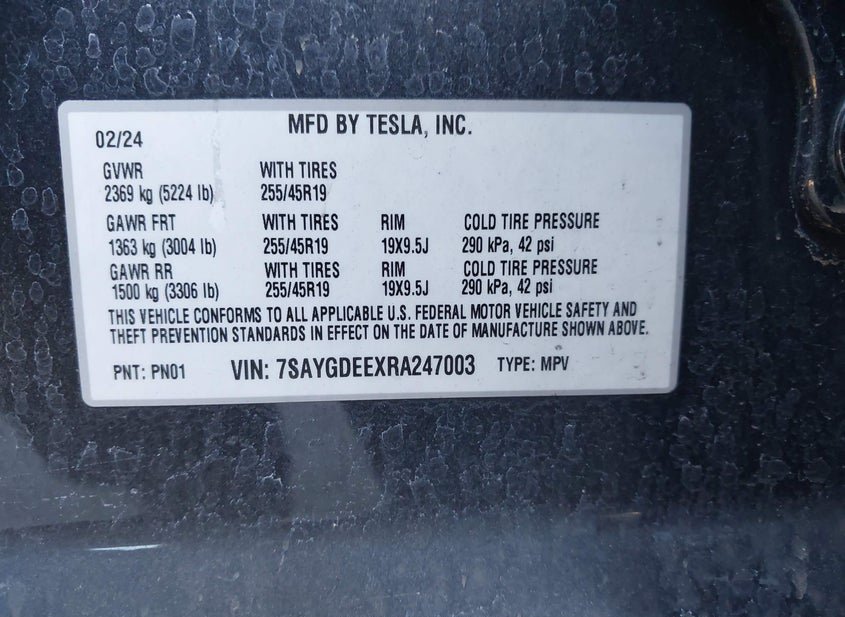 MFD BY TESLA, INC.
02/24
GVWR WITH TIRES
2369 kg (5224 lb) 255/45R19
GAWR FRT WITH TIRES RIM COLD TIRE PRESSURE
1363 kg (3004 lb) 255/45R19 19X9.5J 290 kPa, 42 psi
GAWR RR WITH TIRES RIM COLD TIRE PRESSURE
1500 kg (3306 lb) 255/45R19 19X9.5J 290 kPa, 42 psi
THIS VEHICLE CONFORMS TO ALL APPLICABLE U.S. FEDERAL MOTOR VEHICLE SAFETY AND
THEFT PREVENTION STANDARDS IN EFFECT ON THE DATE OF MANUFACTURE SHOWN ABOVE.
PNT: PN01 VIN: 7SAYGDEEXRA247003 TYPE: MPV